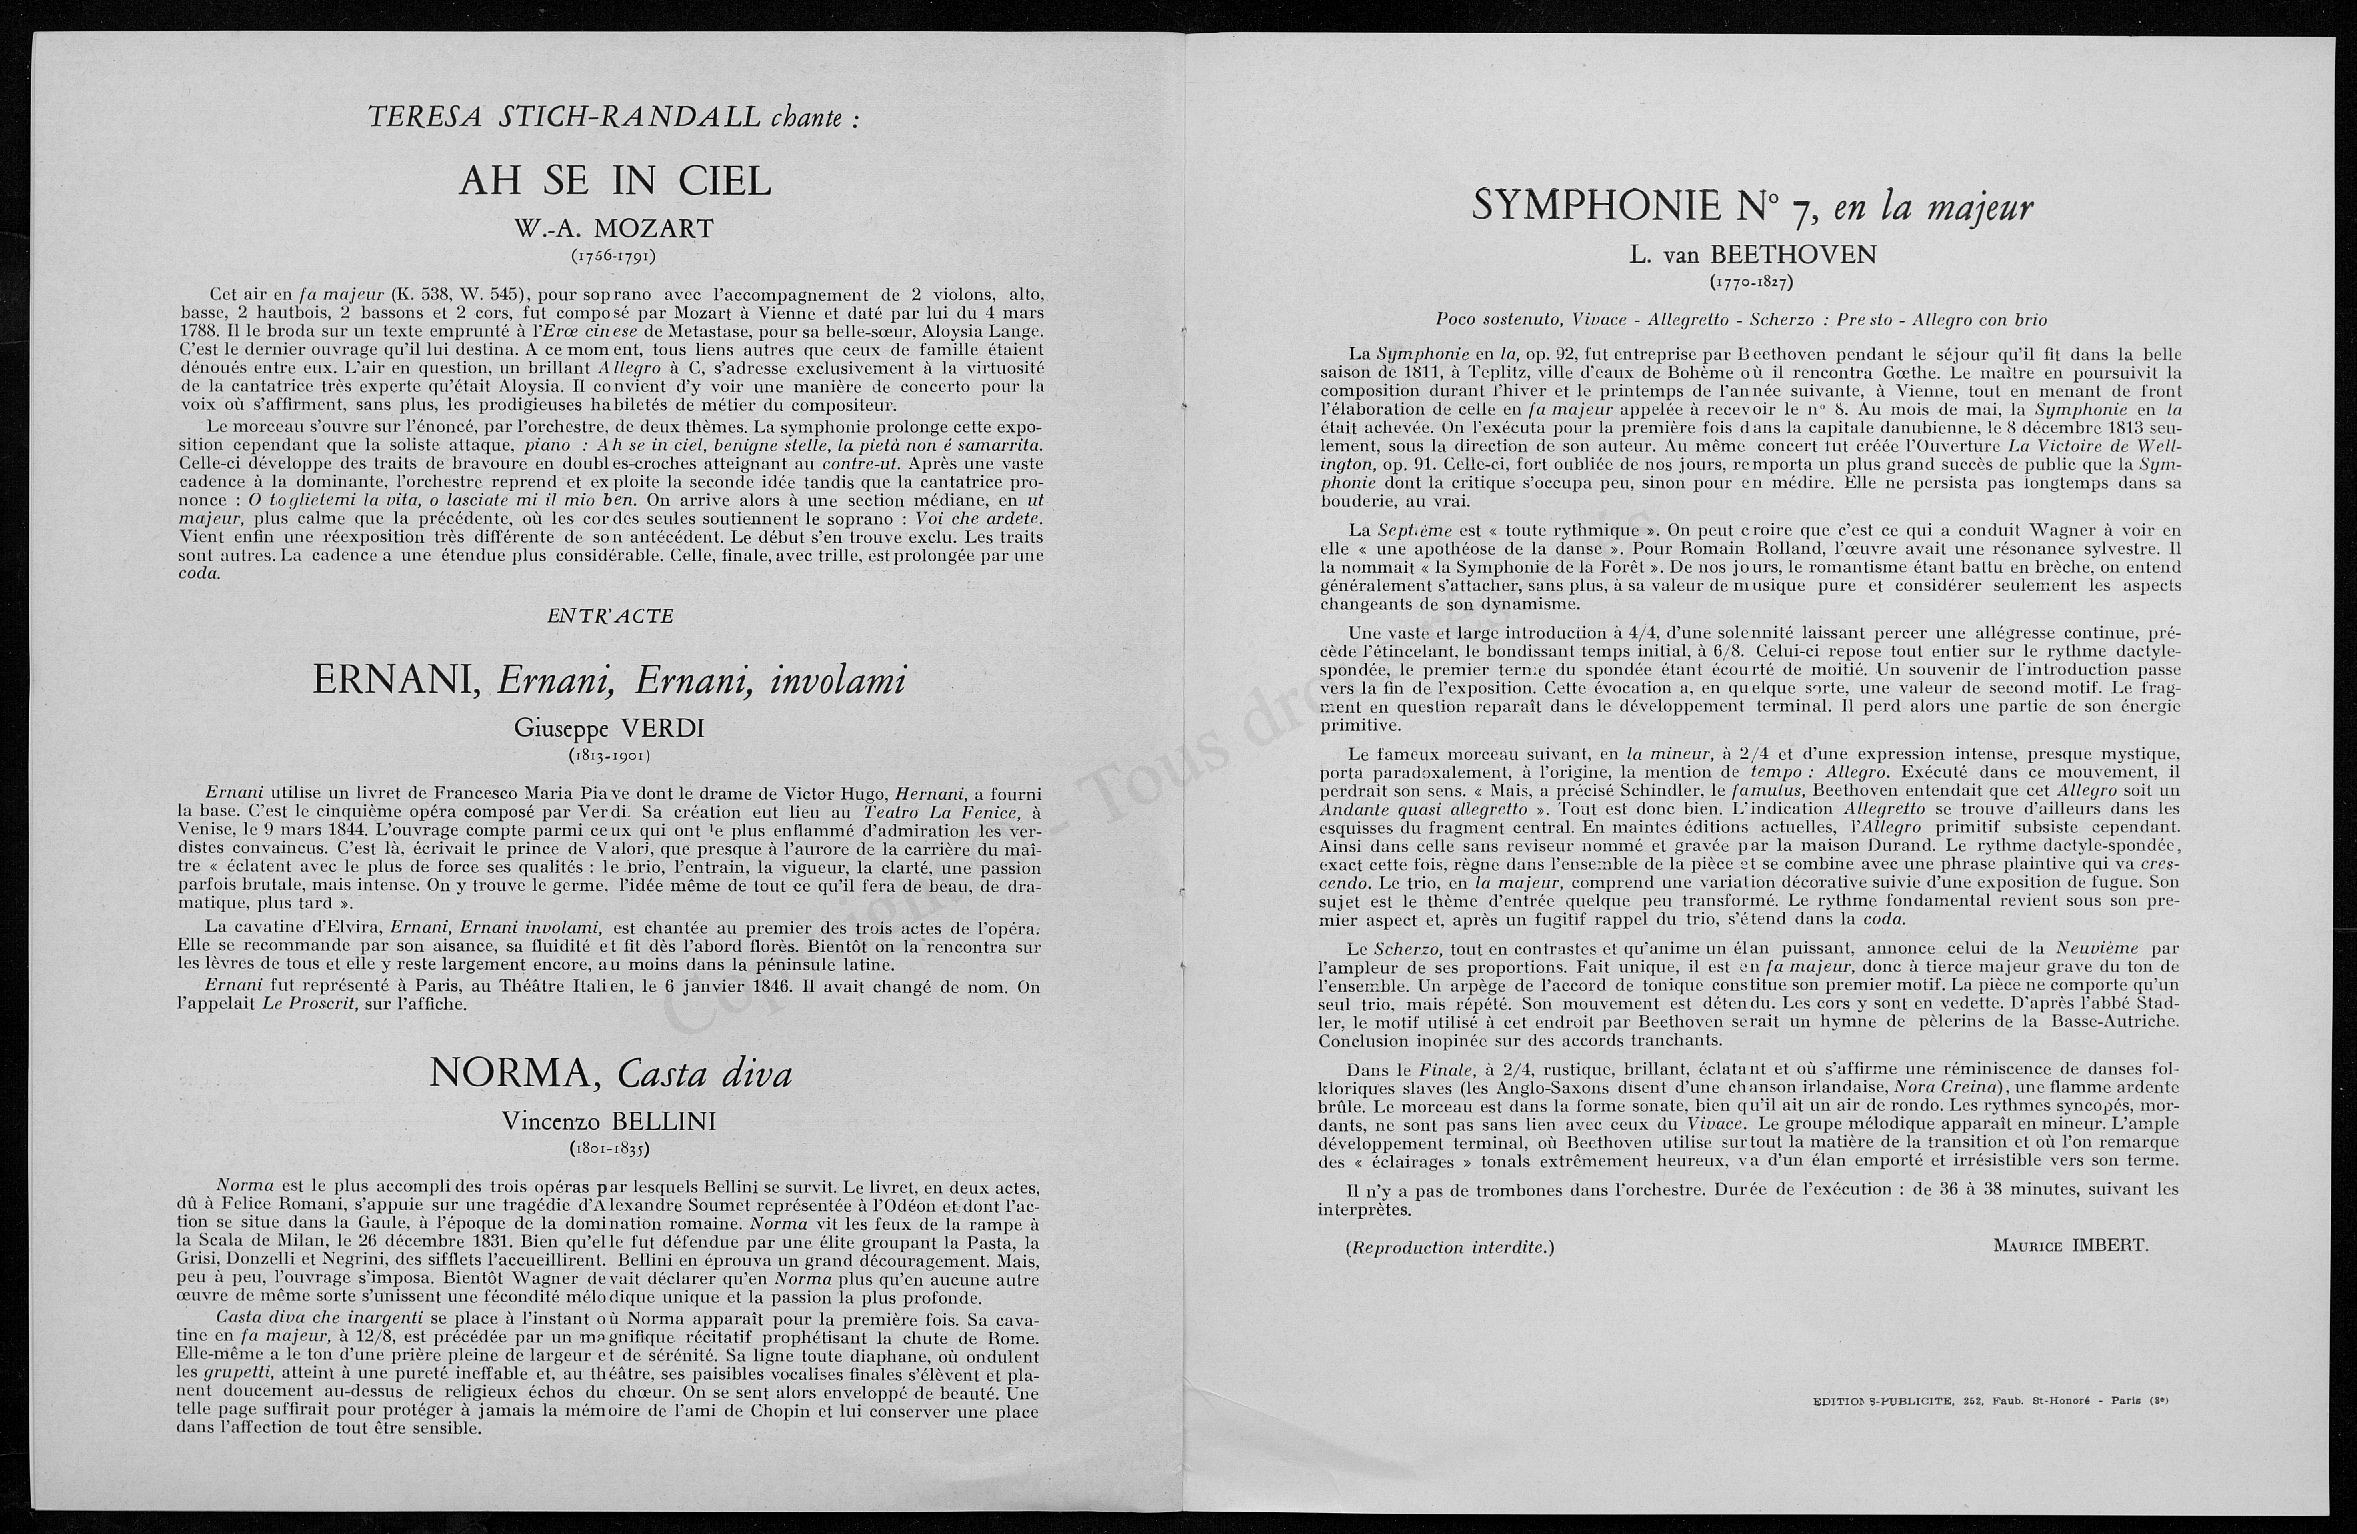 TERESA STICH-RANDALL chante :
AH SE IN CIEL
W.-A. MOZART
(1756-1791)
Cet air en fa majeur (K. 538, W. 545), pour soprano avec l'accompagnement de 2 violons, alto,
basse, 2 hautbois, 2 bassons et 2 cors, fut composé par Mozart à Vienne et daté par lui du 4 mars
1788. Il le broda sur un texte emprunté à l'Erœ cinese de Metastase, pour sa belle-sœur, Aloysia Lange.
C'est le dernier ouvrage qu'il lui destina. A ce moment, tous liens autres que ceux de famille étaient
dénoués entre eux. L'air en question, un brillant Allegro à C, s'adresse exclusivement à la virtuosité
de la cantatrice très experte qu'était Aloysia. Il convient d'y voir une manière de concerto pour la
voix où s'affirment, sans plus, les prodigieuses habiletés de métier du compositeur.
Le morceau s'ouvre sur l'énoncé, par l'orchestre, de deux thèmes. La symphonie prolonge cette expo-
sition cependant que la soliste attaque, piano : Ah se in ciel, benigne stelle, la pietà non é samarrita.
Celle-ci développe des traits de bravoure en doubles-croches atteignant au contre-ut. Après une vaste
cadence à la dominante, l'orchestre reprend et exploite la seconde idée tandis que la cantatrice pro-
nonce : O toglietemi la vita, o lasciate mi il mio ben. On arrive alors à une section médiane, en ut
majeur, plus calme que la précédente, où les cordes seules soutiennent le soprano : Voi che ardete.
Vient enfin une réexposition très différente de son antécédent. Le début s'en trouve exclu. Les traits
sont autres. La cadence a une étendue plus considérable. Celle, finale, avec trille, est prolongée par une
coda.
ENTR'ACTE
ERNANI, Ernani, Ernani, involami
Giuseppe VERDI
(1813-1901)
Ernani utilise un livret de Francesco Maria Piave dont le drame de Victor Hugo, Hernani, a fourni
la base. C'est le cinquième opéra composé par Verdi. Sa création eut lieu au Teatro La Fenice, à
Venise, le 9 mars 1844. L'ouvrage compte parmi ceux qui ont le plus enflammé d'admiration les ver-
distes convaincus. C'est là, écrivait le prince de Valori, que presque à l'aurore de la carrière du maî-
tre « éclatent avec le plus de force ses qualités : le brio, l'entrain, la vigueur, la clarté, une passion
parfois brutale, mais intense. On y trouve le germe. l'idée même de tout ce qu'il fera de beau, de dra-
matique, plus tard ».
La cavatine d'Elvira, Ernani, Ernani involami, est chantée au premier des trois actes de l'opéra.
Elle se recommande par son aisance, sa fluidité et fit dès l'abord florès. Bientôt on la rencontra sur
les lèvres de tous et elle y reste largement encore, au moins dans la péninsule latine.
Ernani fut représenté à Paris, au Théâtre Italien, le 6 janvier 1846. Il avait changé de nom. On
l'appelait Le Proscrit, sur l'affiche.
NORMA, Casta diva
Vincenzo BELLINI
(1801-1835)
Norma est le plus accompli des trois opéras par lesquels Bellini se survit. Le livret, en deux actes,
dû à Felice Romani, s'appuie sur une tragédie d'Alexandre Soumet représentée à l'Odéon et dont l'ac-
tion se situe dans la Gaule, à l'époque de la domination romaine. Norma vit les feux de la rampe à
la Scala de Milan, le 26 décembre 1831. Bien qu'elle fut défendue par une élite groupant la Pasta, la
Grisi, Donzelli et Negrini, des sifflets l'accueillirent. Bellini en éprouva un grand découragement. Mais,
peu à peu, l'ouvrage s'imposa. Bientôt Wagner devait déclarer qu'en Norma plus qu'en aucune autre
œuvre de même sorte s'unissent une fécondité mélodique unique et la passion la plus profonde.
Casta diva che inargenti se place à l'instant où Norma apparaît pour la première fois. Sa cava-
tine en fa majeur, à 12/8, est précédée par un magnifique récitatif prophétisant la chute de Rome.
Elle-même a le ton d'une prière pleine de largeur et de sérénité. Sa ligne toute diaphane, où ondulent
les grupetti, atteint à une pureté ineffable et, au théâtre, ses paisibles vocalises finales s'élèvent et pla-
nent doucement au-dessus de religieux échos du chœur. On se sent alors enveloppé de beauté. Une
telle page suffirait pour protéger à jamais la mémoire de l'ami de Chopin et lui conserver une place
dans l'affection de tout être sensible.
SYMPHONIE N° 7, en la majeur
L. van BEETHOVEN
(1770-1827)
Poco sostenuto, Vivace - Allegretto - Scherzo : Presto - Allegro con brio
La Symphonie en la, op. 92, fut entreprise par Beethoven pendant le séjour qu'il fit dans la belle
saison de 1811, à Teplitz, ville d'eaux de Bohême où il rencontra Gœthe. Le maître en poursuivit la
composition durant l'hiver et le printemps de l'année suivante, à Vienne, tout en menant de front
l'élaboration de celle en fa majeur appelée à recevoir le n° 8. Au mois de mai, la Symphonie en la
était achevée. On l'exécuta pour la première fois dans la capitale danubienne, le 8 décembre 1813 seu-
lement, sous la direction de son auteur. Au même concert fut créée l'Ouverture La Victoire de Well-
ington, op. 91. Celle-ci, fort oubliée de nos jours, remporta un plus grand succès de public que la Sym-
phonie dont la critique s'occupa peu, sinon pour en médire. Elle ne persista pas longtemps dans sa
bouderie, au vrai.
La Septième est « toute rythmique ». On peut croire que c'est ce qui a conduit Wagner à voir en
elle « une apothéose de la danse ». Pour Romain Rolland, l'œuvre avait une résonance sylvestre. Il
la nommait « la Symphonie de la Forêt ». De nos jours, le romantisme étant battu en brèche, on entend
généralement s'attacher, sans plus, à sa valeur de musique pure et considérer seulement les aspects
changeants de son dynamisme.
Une vaste et large introduction à 4/4, d'une solennité laissant percer une allégresse continue, pré-
cède l'étincelant, le bondissant temps initial, à 6/8. Celui-ci repose tout entier sur le rythme dactyle-
spondée, le premier terme du spondée étant écourté de moitié. Un souvenir de l'introduction passe
vers la fin de l'exposition. Cette évocation a, en quelque sorte, une valeur de second motif. Le frag-
ment en question reparaît dans le développement terminal. Il perd alors une partie de son énergie
primitive.
Le fameux morceau suivant, en la mineur, à 2/4 et d'une expression intense, presque mystique,
porta paradoxalement, à l'origine, la mention de tempo : Allegro. Exécuté dans ce mouvement, il
perdrait son sens. « Mais, a précisé Schindler, le famulus, Beethoven entendait que cet Allegro soit un
Andante quasi allegretto ». Tout est donc bien. L'indication Allegretto se trouve d'ailleurs dans les
esquisses du fragment central. En maintes éditions actuelles, l'Allegro primitif subsiste cependant.
Ainsi dans celle sans reviseur nommé et gravée par la maison Durand. Le rythme dactyle-spondée,
exact cette fois, règne dans l'ensemble de la pièce et se combine avec une phrase plaintive qui va cres-
cendo. Le trio, en la majeur, comprend une variation décorative suivie d'une exposition de fugue. Son
sujet est le thème d'entrée quelque peu transformé. Le rythme fondamental revient sous son pre-
mier aspect et, après un fugitif rappel du trio, s'étend dans la coda.
Le Scherzo, tout en contrastes et qu'anime un élan puissant, annonce celui de la Neuvième par
l'ampleur de ses proportions. Fait unique, il est en fa majeur, donc à tierce majeur grave du ton de
l'ensemble. Un arpège de l'accord de tonique constitue son premier motif. La pièce ne comporte qu'un
seul trio, mais répété. Son mouvement est détendu. Les cors y sont en vedette. D'après l'abbé Stad-
ler, le motif utilisé à cet endroit par Beethoven serait un hymne de pèlerins de la Basse-Autriche.
Conclusion inopinée sur des accords tranchants.
Dans le Finale, à 2/4, rustique, brillant, éclatant et où s'affirme une réminiscence de danses fol-
kloriques slaves (les Anglo-Saxons disent d'une chanson irlandaise, Nora Creina), une flamme ardente
brûle. Le morceau est dans la forme sonate, bien qu'il ait un air de rondo. Les rythmes syncopés, mor-
dants, ne sont pas sans lien avec ceux du Vivace. Le groupe mélodique apparaît en mineur. L'ample
développement terminal, où Beethoven utilise surtout la matière de la transition et où l'on remarque
des « éclairages » tonals extrêmement heureux, va d'un élan emporté et irrésistible vers son terme.
Il n'y a pas de trombones dans l'orchestre. Durée de l'exécution : de 36 à 38 minutes, suivant les
interprètes.
(Reproduction interdite.)
MAURICE IMBERT.
EDITIONS-PUBLICITE, 252, Faub. St-Honoré - Paris (8e)